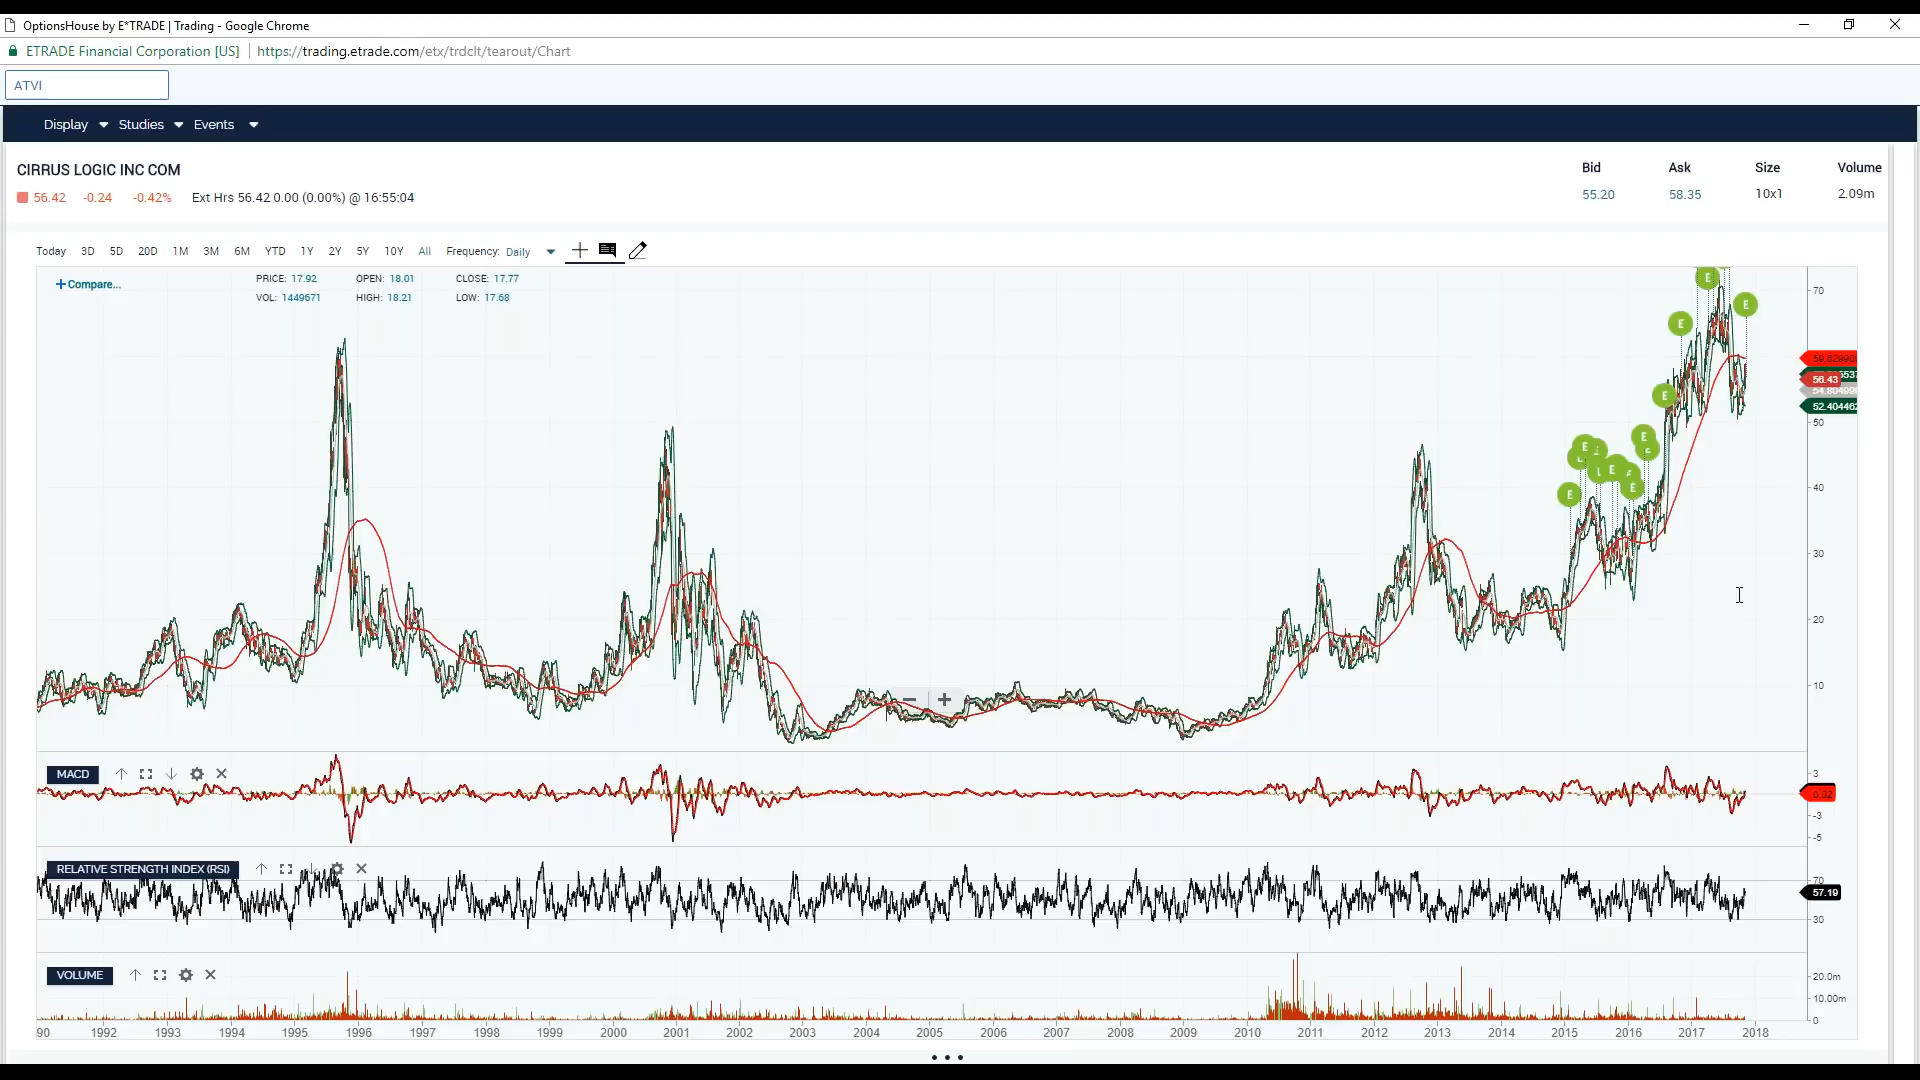 OptionsHouse by E*TRADE | Trading - Google Chrome
ETRADE Financial Corporation [US] https://trading.etrade.com/etx/trdclt/tearout/Chart
ATVI
Display Studies Events
CIRRUS LOGIC INC COM
Bid Ask Size Volume
56.42 -0.24 -0.42% Ext Hrs 56.42 0.00 (0.00%) @ 16:55:04
55.20 58.35 10x1 2.09m
Today 3D 5D 20D 1M 3M 6M YTD 1Y 2Y 5Y 10Y All Frequency: Daily
+Compare...
PRICE: 17.92 OPEN: 18.01 CLOSE: 17.77
VOL: 1449671 HIGH: 18.21 LOW: 17.68
E
E
E
E
E
E
E
E
E
E
70
56.43
52.404462
50
40
30
20
10
MACD
3
0.02
-3
-5
RELATIVE STRENGTH INDEX (RSI)
70
57.19
30
VOLUME
20.0m
10.00m
0
90 1992 1993 1994 1995 1996 1997 1998 1999 2000 2001 2002 2003 2004 2005 2006 2007 2008 2009 2010 2011 2012 2013 2014 2015 2016 2017 2018